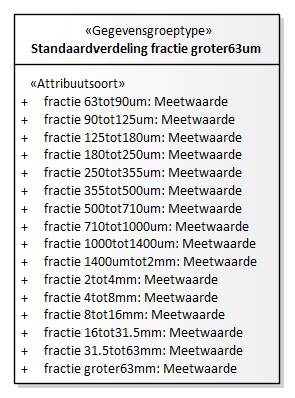 «Gegevensgroeptype»
Standaardverdeling fractie groter63um
«Attribuutsoort»
+ fractie 63tot90um: Meetwaarde
+ fractie 90tot125um: Meetwaarde
+ fractie 125tot180um: Meetwaarde
+ fractie 180tot250um: Meetwaarde
+ fractie 250tot355um: Meetwaarde
+ fractie 355tot500um: Meetwaarde
+ fractie 500tot710um: Meetwaarde
+ fractie 710tot1000um: Meetwaarde
+ fractie 1000tot1400um: Meetwaarde
+ fractie 1400umtot2mm: Meetwaarde
+ fractie 2tot4mm: Meetwaarde
+ fractie 4tot8mm: Meetwaarde
+ fractie 8tot16mm: Meetwaarde
+ fractie 16tot31.5mm: Meetwaarde
+ fractie 31.5tot63mm: Meetwaarde
+ fractie groter63mm: Meetwaarde